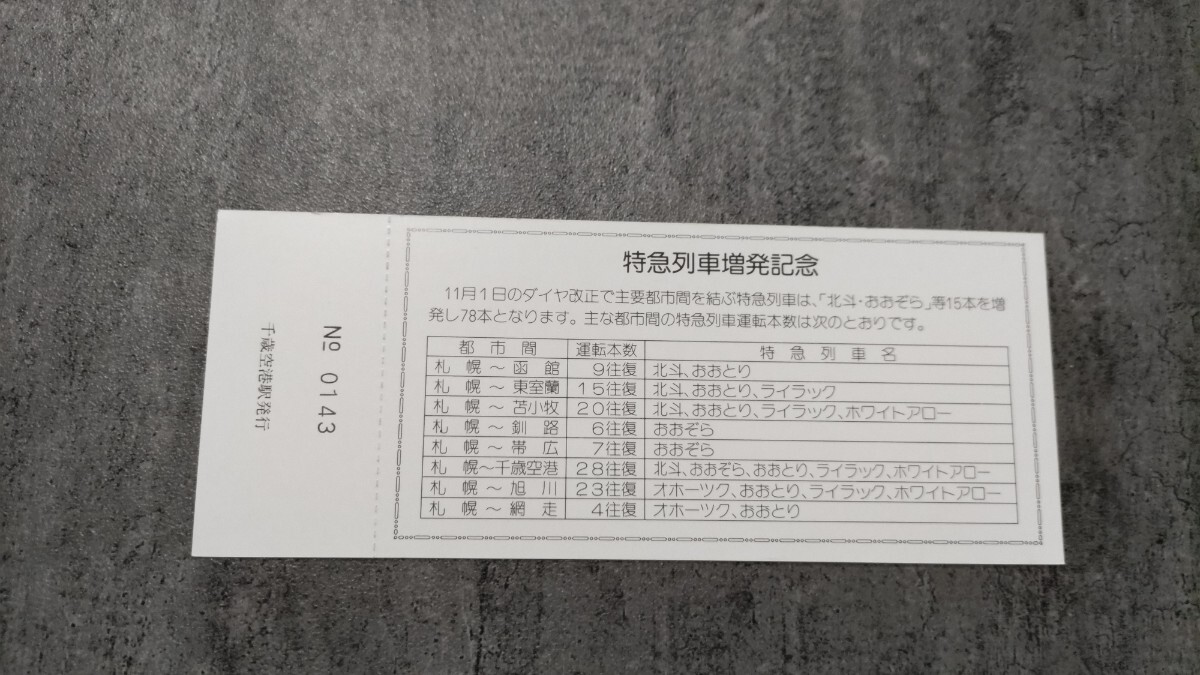 特急列車増発記念
11月1日のダイヤ改正で主要都市間を結ぶ特急列車は、「北斗・おおぞら」等15本を増
発し78本となります。主な都市間の特急列車運転本数は次のとおりです。
都市間 運転本数 特急列車名
札幌～函館 9往復 北斗、おおとり
札幌～東室蘭 15往復 北斗、おおとり、ライラック
札幌～苫小牧 20往復 北斗、おおとり、ライラック、ホワイトアロー
札幌～釧路 6往復 おおぞら
札幌～帯広 7往復 おおぞら
札幌～千歳空港 28往復 北斗、おおぞら、おおとり、ライラック、ホワイトアロー
札幌～旭川 23往復 オホーツク、おおとり、ライラック、ホワイトアロー
札幌～網走 4往復 オホーツク、おおとり
No 0143
千歳空港駅発行